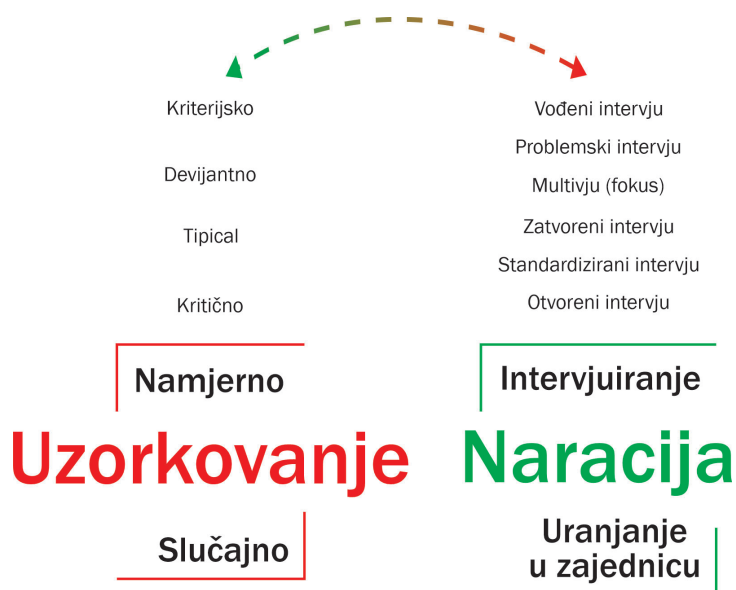 Kriterijsko
Devijantno
Tipical
Kritično
Namjerno
Uzorkovanje
Slučajno
Vođeni intervju
Problemski intervju
Multivju (fokus)
Zatvoreni intervju
Standardizirani intervju
Otvoreni intervju
Intervjuiranje
Naracija
Uranjanje
u zajednicu